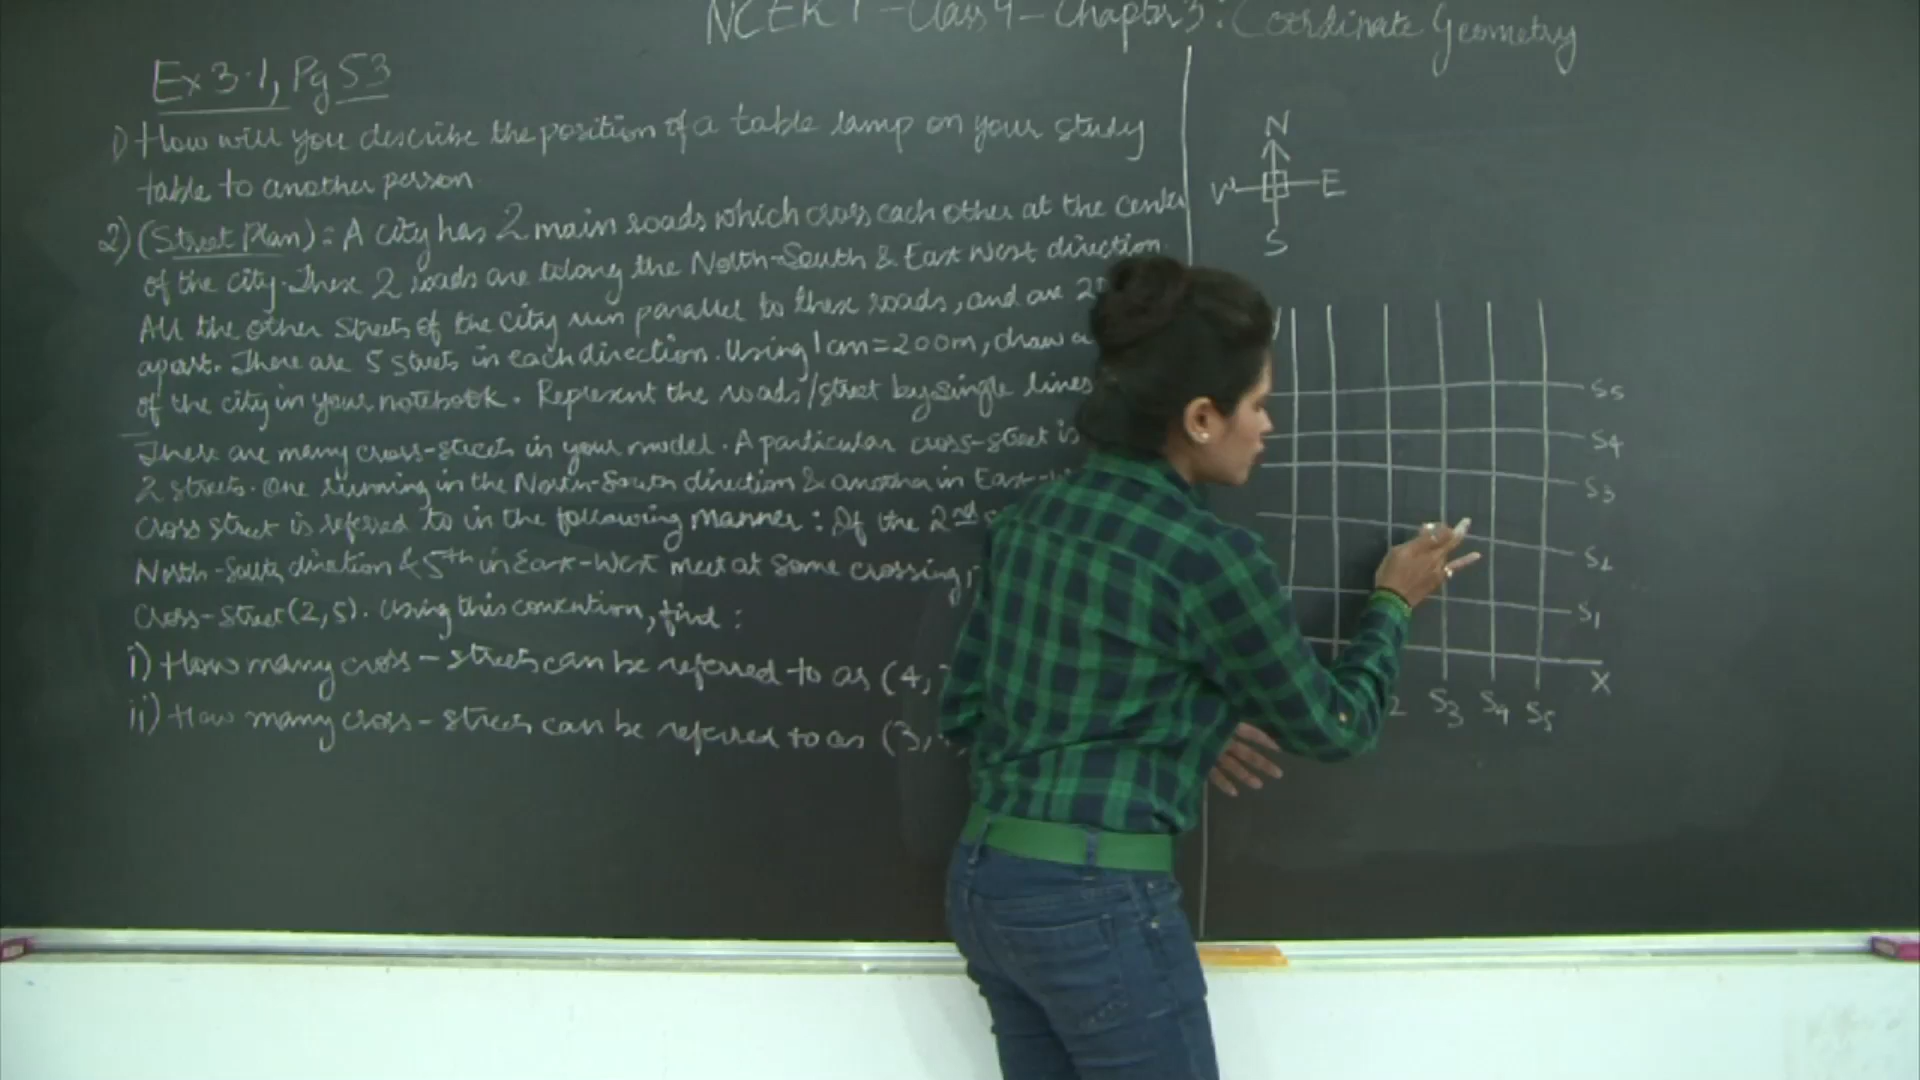 NCERT - Class 9 - Chapter 3: Coordinate Geometry
Ex 3.1, Pg 53
1) How will you describe the position of a table lamp on your study
table to another person
2) (Street Plan): A city has 2 main roads which cross each other at the center
of the city. These 2 roads are along the North-South & East West direction.
All the other streets of the city run parallel to these roads, and are
apart. There are 5 streets in each direction. Using 1cm=200m, draw a
of the city in your notebook. Represent the roads/street by single lines
There are many cross-streets in your model. A particular cross-street is
2 streets. One running in the North-South direction & another in East-
Cross street is referred to in the following manner: If the 2nd
North-South direction & 5th in East-West meet at some crossing,
Cross-Street (2, 5). Using this convention, find:
i) How many cross-streets can be referred to as (4,
ii) How many cross-streets can be referred to as (3,
N
W E
S
S5
S4
S3
S2
S1
X
2 S3 S4 S5